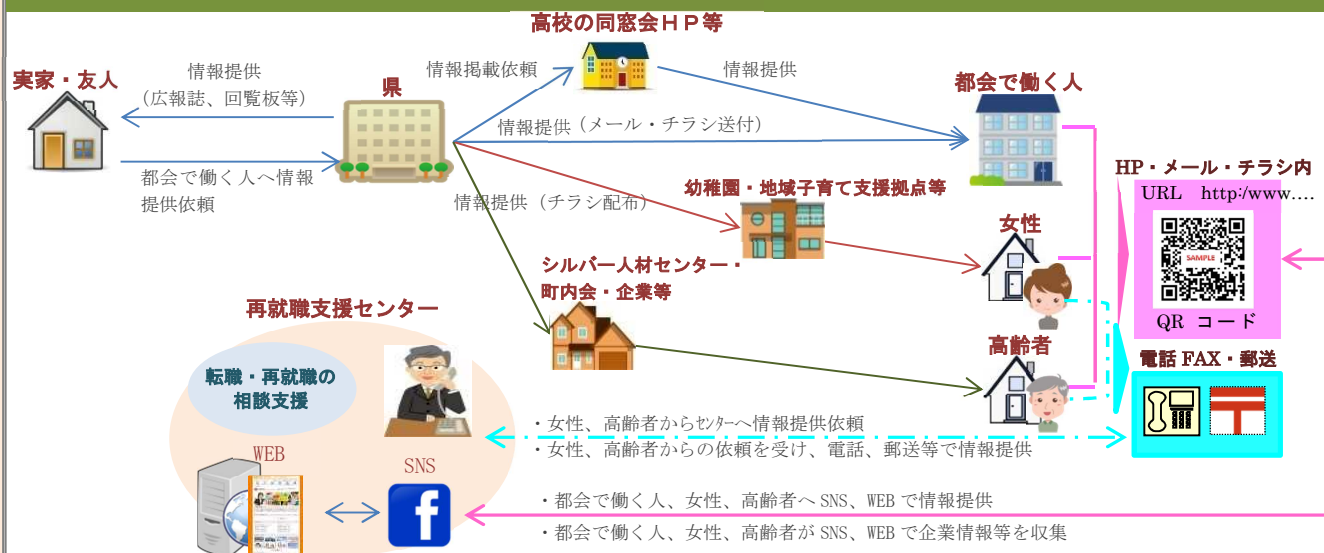 高校の同窓会HP等
実家・友人
情報提供
(広報誌、回覧板等)
県
情報掲載依頼
情報提供
都会で働く人
情報提供(メール・チラシ送付)
都会で働く人へ情報
提供依頼
情報提供(チラシ配布)
幼稚園・地域子育て支援拠点等
HP・メール・チラシ内
URL http:/www.…
SAMPLE
QR コード
女性
シルバー人材センター・
町内会・企業等
再就職支援センター
高齢者
電話 FAX・郵送
転職・再就職の
相談支援
・女性、高齢者からセンターへ情報提供依頼
・女性、高齢者からの依頼を受け、電話、郵送等で情報提供
WEB
SNS
・都会で働く人、女性、高齢者へ SNS、WEB で情報提供
・都会で働く人、女性、高齢者が SNS、WEB で企業情報等を収集